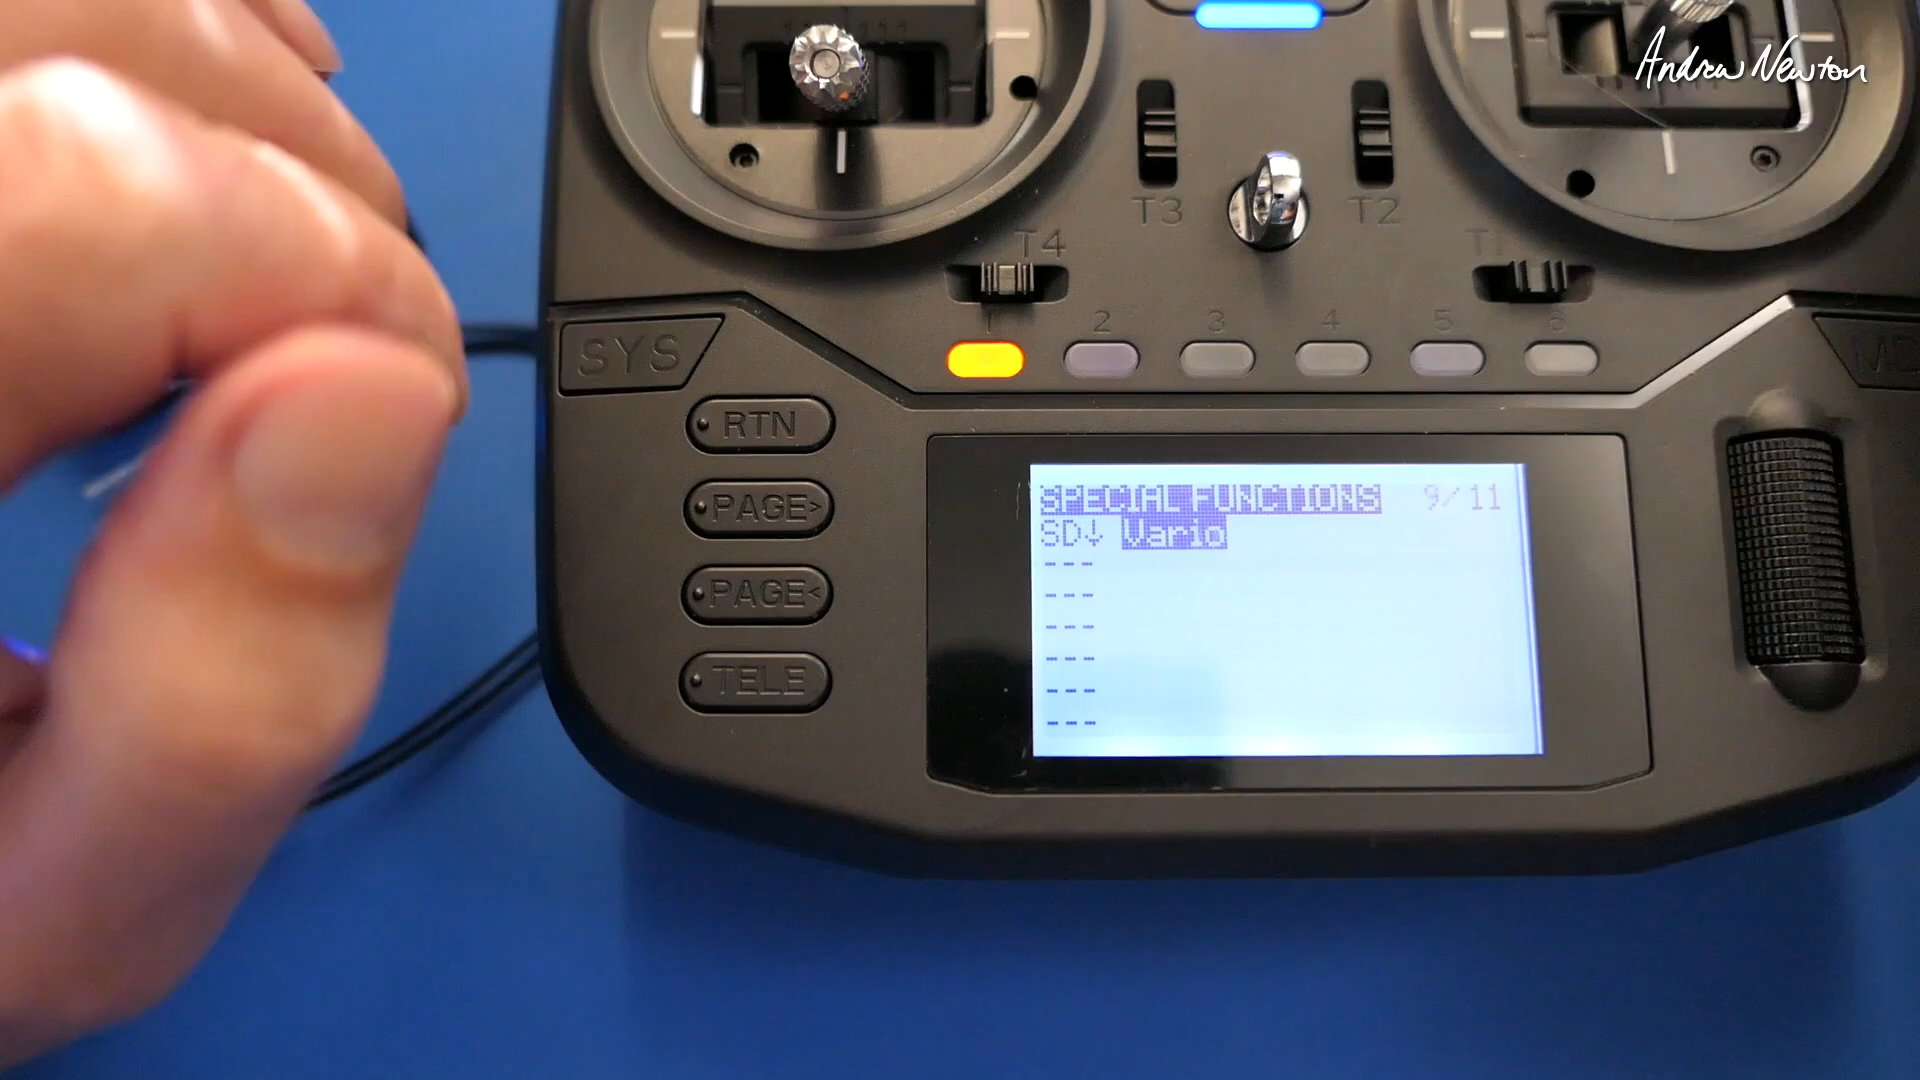 Andrew Newton
T3
T2
T4
T1
1 2 3 4 5 6
SYS
MD
RTN
PAGE>
PAGE<
TELE
SPECIAL FUNCTIONS 9/11
SD↓ Vario
---
---
---
---
---
---